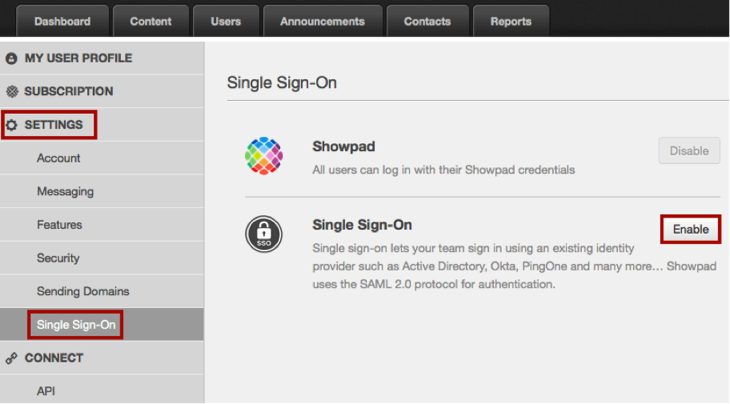 Dashboard Content Users Announcements Contacts Reports
MY USER PROFILE
SUBSCRIPTION
SETTINGS
Account
Messaging
Features
Security
Sending Domains
Single Sign-On
CONNECT
API
Single Sign-On
Showpad
Disable
All users can log in with their Showpad credentials
SSO
Single Sign-On
Enable
Single sign-on lets your team sign in using an existing identity
provider such as Active Directory, Okta, PingOne and many more... Showpad
uses the SAML 2.0 protocol for authentication.